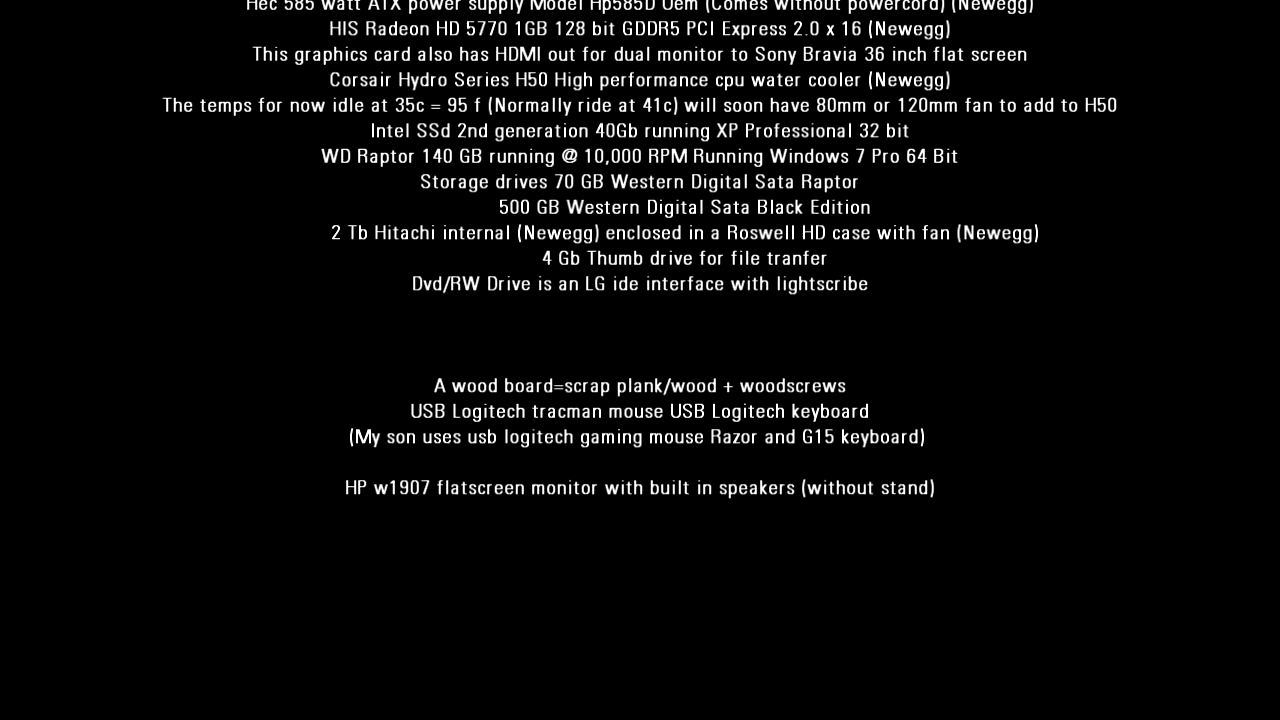 Hec 585 watt ATX power supply Model Hp585D Oem (Comes without powercord) (Newegg)
HIS Radeon HD 5770 1GB 128 bit GDDR5 PCI Express 2.0 x 16 (Newegg)
This graphics card also has HDMI out for dual monitor to Sony Bravia 36 inch flat screen
Corsair Hydro Series H50 High performance cpu water cooler (Newegg)
The temps for now idle at 35c = 95 f (Normally ride at 41c) will soon have 80mm or 120mm fan to add to H50
Intel SSd 2nd generation 40Gb running XP Professional 32 bit
WD Raptor 140 GB running @ 10,000 RPM Running Windows 7 Pro 64 Bit
Storage drives 70 GB Western Digital Sata Raptor
500 GB Western Digital Sata Black Edition
2 Tb Hitachi internal (Newegg) enclosed in a Roswell HD case with fan (Newegg)
4 Gb Thumb drive for file tranfer
Dvd/RW Drive is an LG ide interface with lightscribe
A wood board=scrap plank/wood + woodscrews
USB Logitech tracman mouse USB Logitech keyboard
(My son uses usb logitech gaming mouse Razor and G15 keyboard)
HP w1907 flatscreen monitor with built in speakers (without stand)